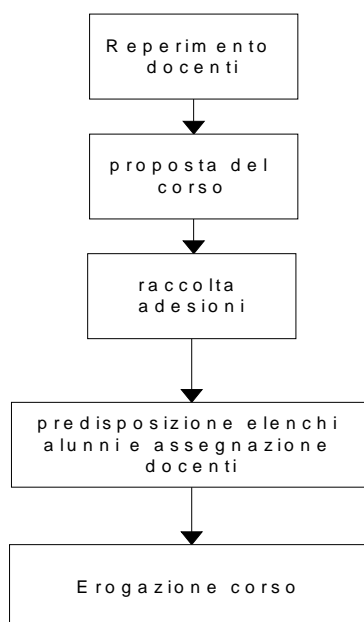 Reperimento
docenti
proposta del
corso
raccolta
adesioni
predisposizione elenchi
alunni e assegnazione
docenti
Erogazione corso